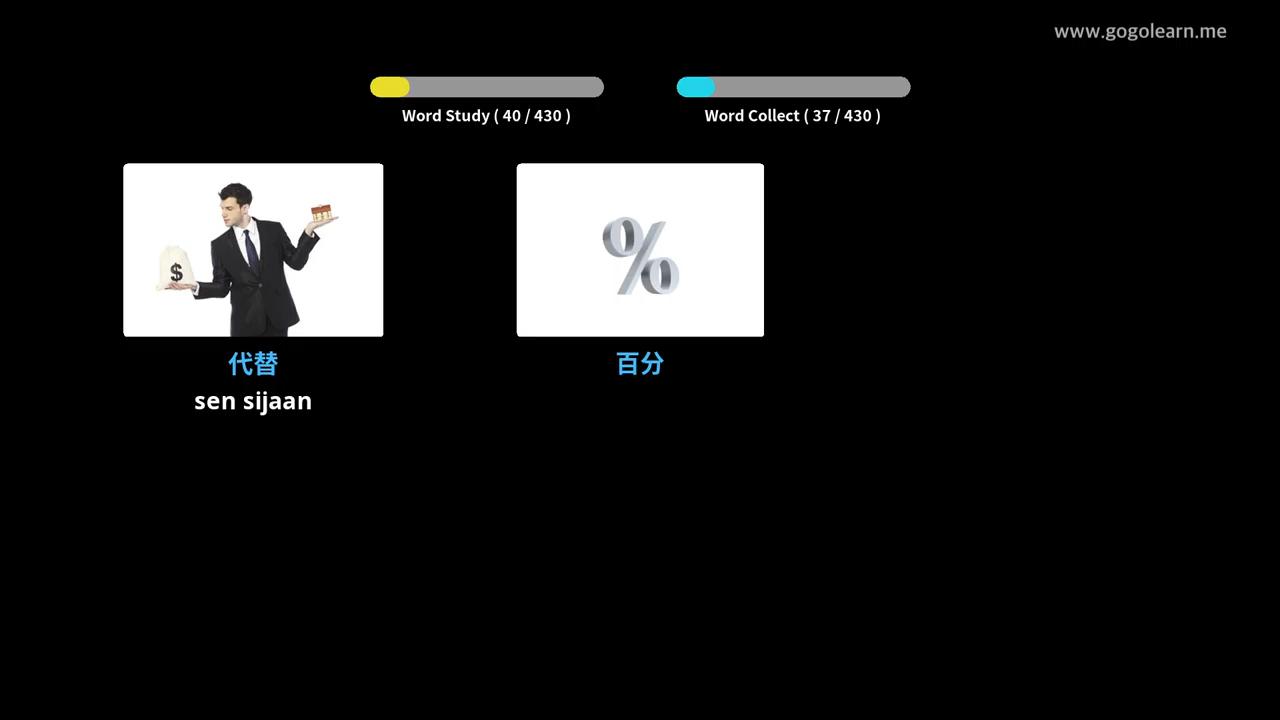 www.gogolearn.me
Word Study ( 40 / 430 )
Word Collect ( 37 / 430 )
$
%
代替
sen sijaan
百分